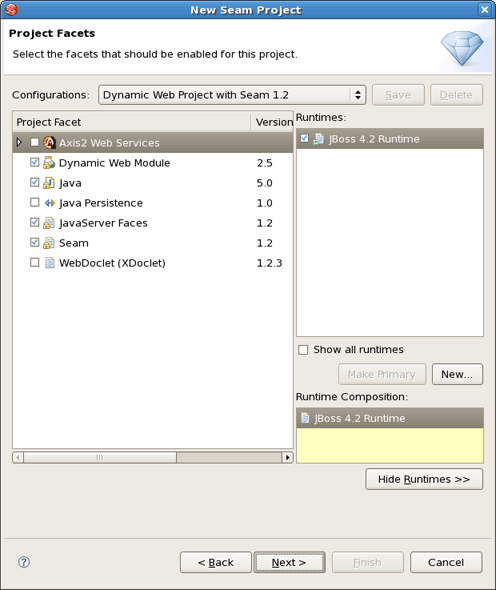 New Seam Project
Project Facets
Select the facets that should be enabled for this project.
Configurations: Dynamic Web Project with Seam 1.2 Save Delete
Project Facet Version
Axis2 Web Services
Dynamic Web Module 2.5
Java 5.0
Java Persistence 1.0
JavaServer Faces 1.2
Seam 1.2
WebDoclet (XDoclet) 1.2.3
Runtimes:
JBoss 4.2 Runtime
Show all runtimes
Make Primary New...
Runtime Composition:
JBoss 4.2 Runtime
Hide Runtimes >>
? < Back Next > Finish Cancel